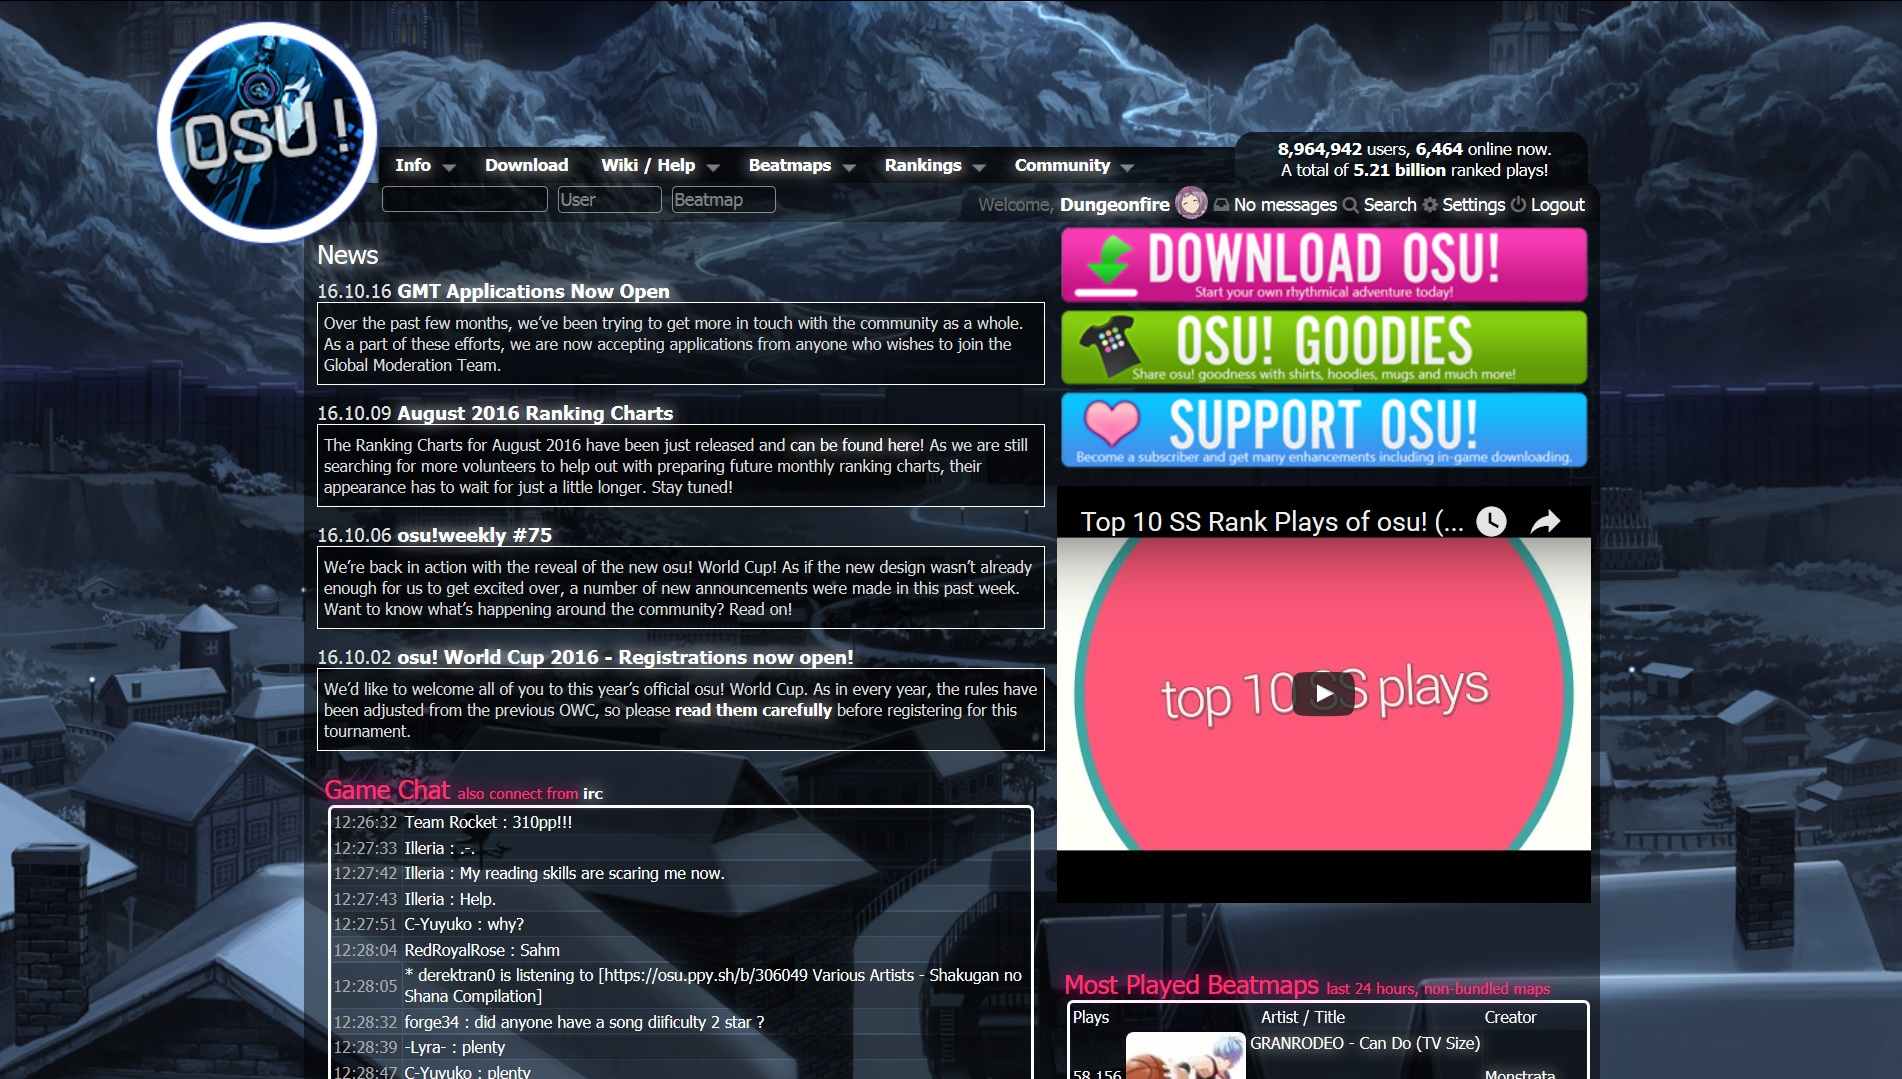 OSU!
8,964,942 users, 6,464 online now.
A total of 5.21 billion ranked plays!
Info Download Wiki / Help Beatmaps Rankings Community
User Beatmap
Welcome, Dungeonfire No messages Search Settings Logout
News
16.10.16 GMT Applications Now Open
Over the past few months, we’ve been trying to get more in touch with the community as a whole.
As a part of these efforts, we are now accepting applications from anyone who wishes to join the
Global Moderation Team.
16.10.09 August 2016 Ranking Charts
The Ranking Charts for August 2016 have been just released and can be found here! As we are still
searching for more volunteers to help out with preparing future monthly ranking charts, their
appearance has to wait for just a little longer. Stay tuned!
16.10.06 osu!weekly #75
We’re back in action with the reveal of the new osu! World Cup! As if the new design wasn’t already
enough for us to get excited over, a number of new announcements were made in this past week.
Want to know what’s happening around the community? Read on!
16.10.02 osu! World Cup 2016 - Registrations now open!
We’d like to welcome all of you to this year’s official osu! World Cup. As in every year, the rules have
been adjusted from the previous OWC, so please read them carefully before registering for this
tournament.
Game Chat also connect from irc
12:26:32 Team Rocket : 310pp!!!
12:27:33 Illeria : .-.
12:27:42 Illeria : My reading skills are scaring me now.
12:27:43 Illeria : Help.
12:27:51 C-Yuyuko : why?
12:28:04 RedRoyalRose : Sahm
12:28:05 * derektran0 is listening to [https://osu.ppy.sh/b/306049 Various Artists - Shakugan no
Shana Compilation]
12:28:32 forge34 : did anyone have a song diifficulty 2 star ?
12:28:39 -Lyra- : plenty
12:28:47 C-Yuyuko : plenty
DOWNLOAD OSU!
Start your own rhythmical adventure today!
OSU! GOODIES
Share osu! goodness with shirts, hoodies, mugs and much more!
SUPPORT OSU!
Become a subscriber and get many enhancements including in-game downloading.
Top 10 SS Rank Plays of osu! (...
top 10 SS plays
Most Played Beatmaps last 24 hours, non-bundled maps
Plays Artist / Title Creator
GRANRODEO - Can Do (TV Size)
58,156 Monstrata